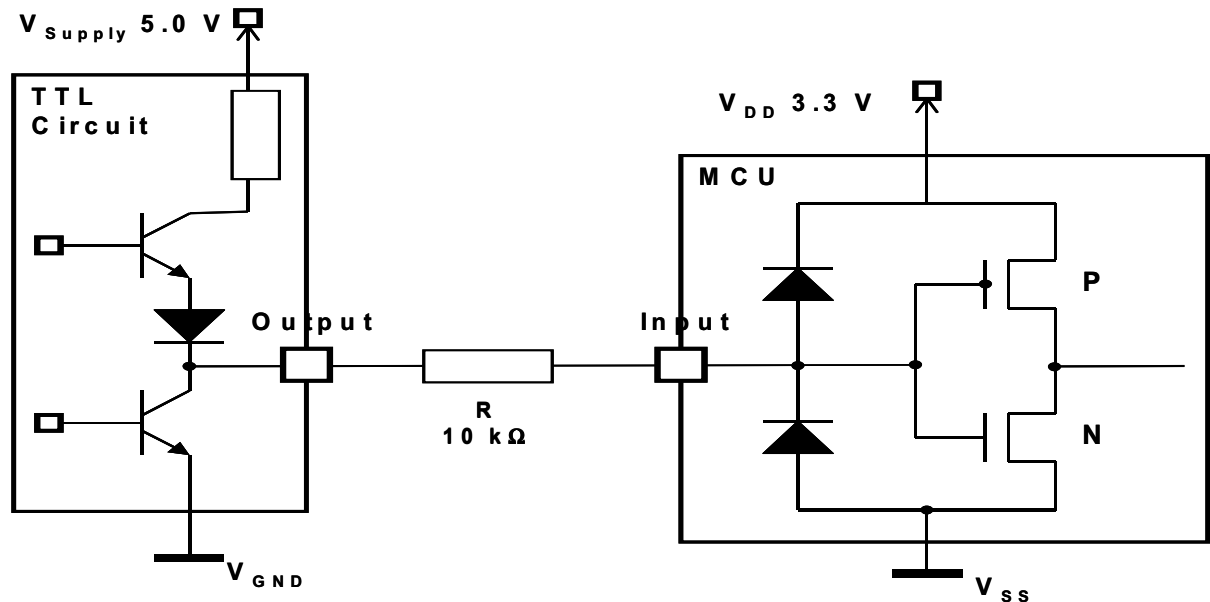 V Supply 5.0 V
TTL
Circuit
V DD 3.3 V
MCU
Output
Input
P
R
10 kΩ
N
V GND
V SS